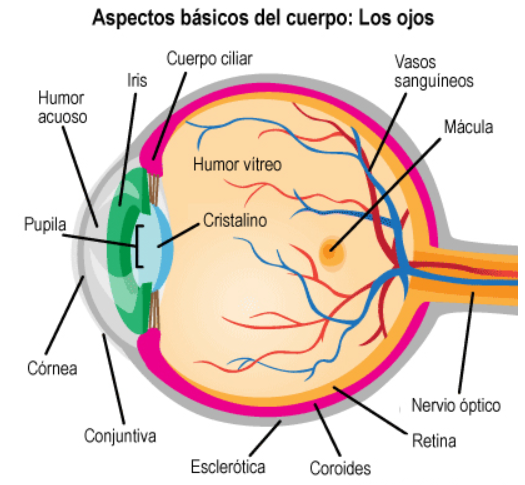 Aspectos básicos del cuerpo: Los ojos
Cuerpo ciliar
Iris
Humor
acuoso
Vasos
sanguíneos
Mácula
Humor vítreo
Pupila
Cristalino
Córnea
Conjuntiva
Esclerótica
Coroides
Retina
Nervio óptico